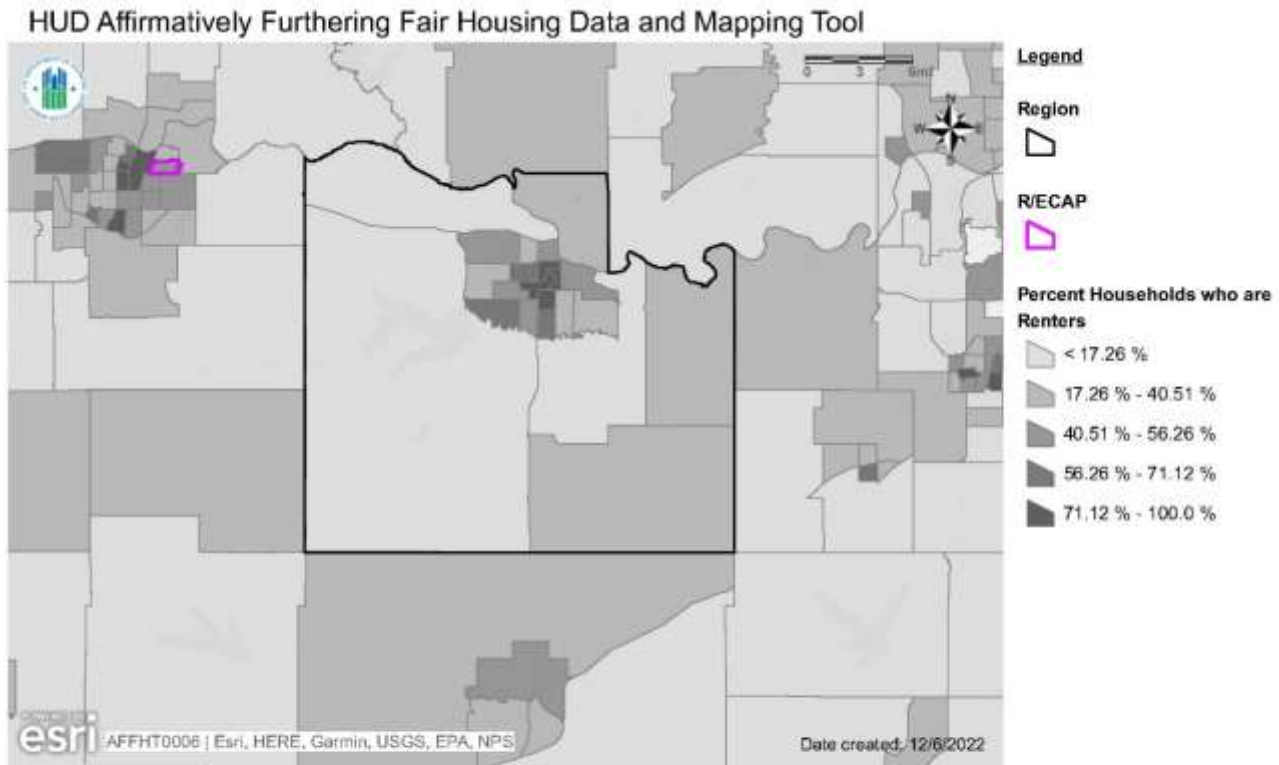 HUD Affirmatively Furthering Fair Housing Data and Mapping Tool
0 3 6mi
N
W E
S
Legend
Region
R/ECAP
Percent Households who are
Renters
< 17.26 %
17.26 % - 40.51 %
40.51 % - 56.26 %
56.26 % - 71.12 %
71.12 % - 100.0 %
esri
AFFHT0006 | Esri, HERE, Garmin, USGS, EPA, NPS
Date created: 12/6/2022